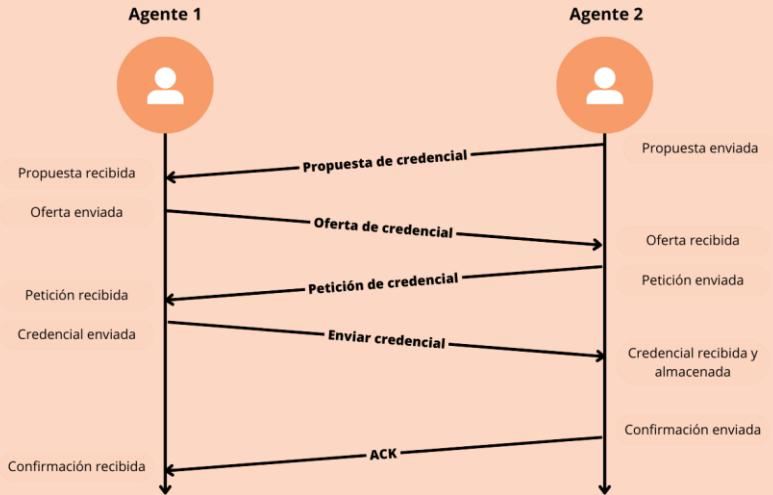 Agente 1
Agente 2
Propuesta de credencial
Propuesta enviada
Propuesta recibida
Oferta enviada
Oferta de credencial
Oferta recibida
Petición de credencial
Petición enviada
Petición recibida
Credencial enviada
Enviar credencial
Credencial recibida y
almacenada
Confirmación enviada
ACK
Confirmación recibida